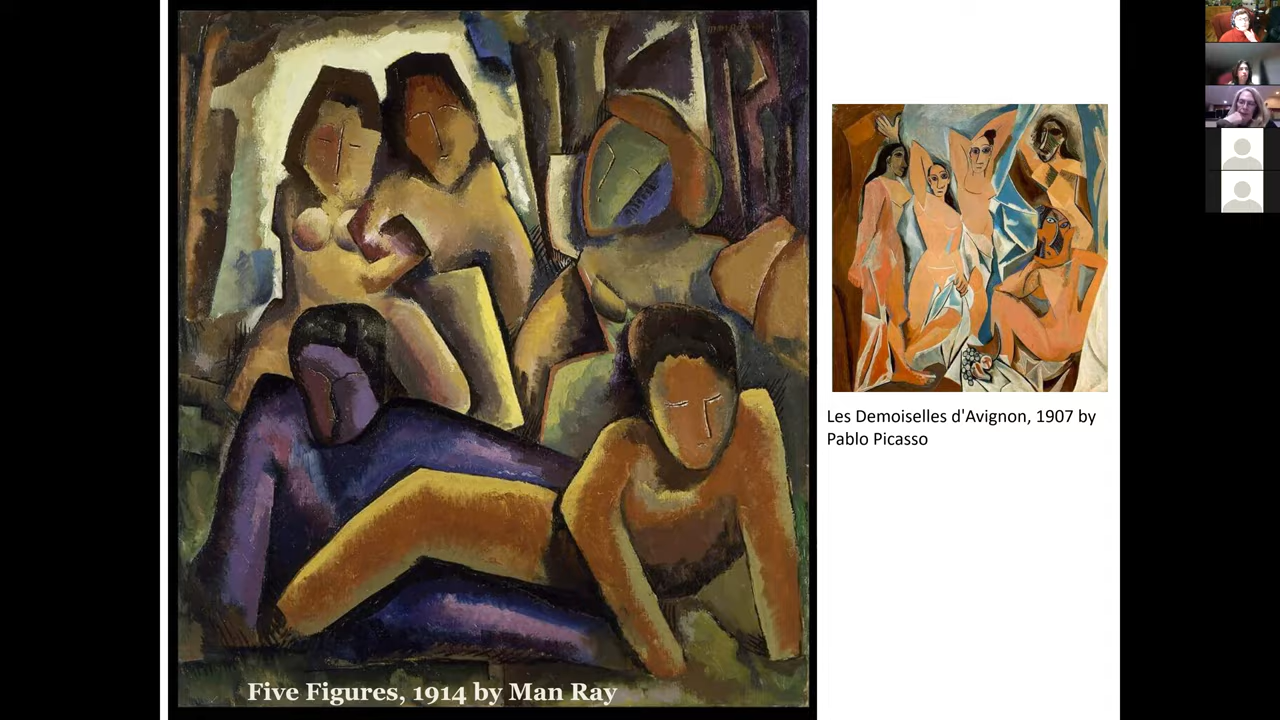 Five Figures, 1914 by Man Ray
Les Demoiselles d'Avignon, 1907 by
Pablo Picasso